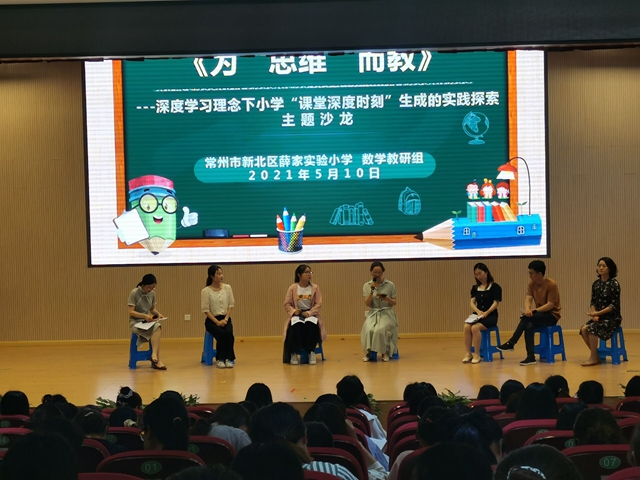 《为 思维 而教》
---深度学习理念下小学“课堂深度时刻”生成的实践探索
主题沙龙
常州市新北区薛家实验小学 数学教研组
2021年5月10日
01
07